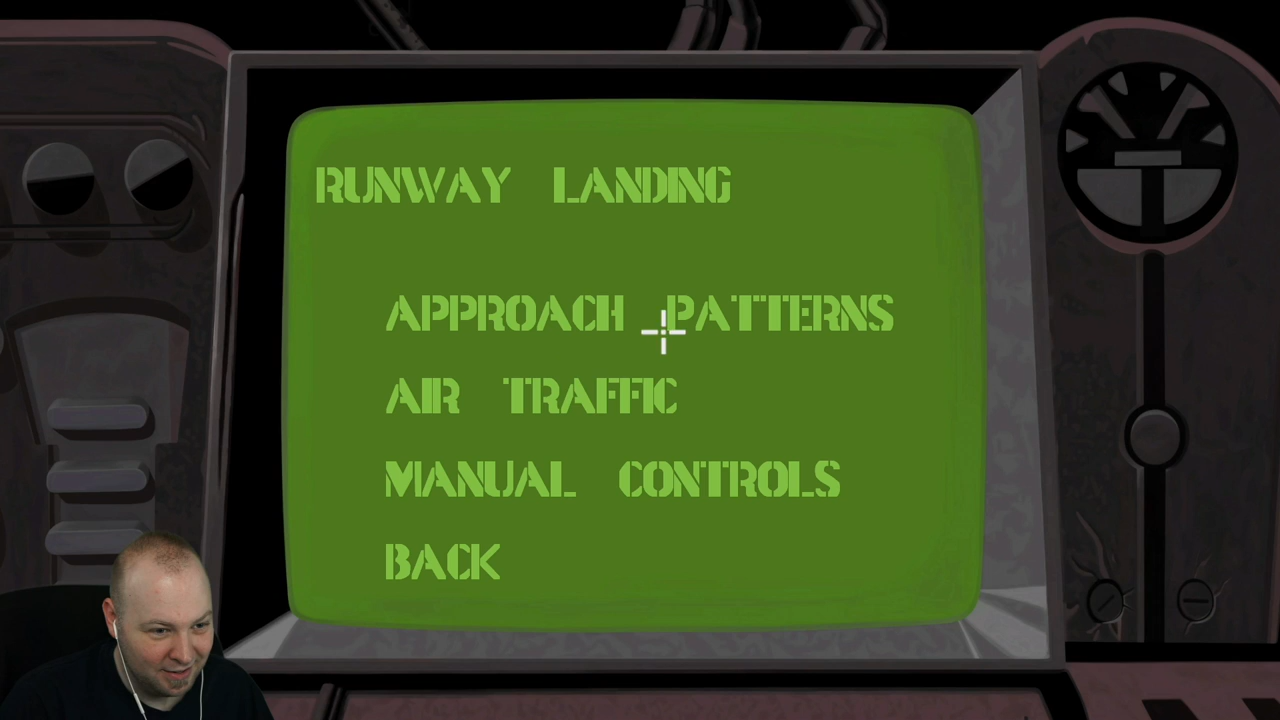 RUNWAY LANDING
APPROACH PATTERNS
AIR TRAFFIC
MANUAL CONTROLS
BACK